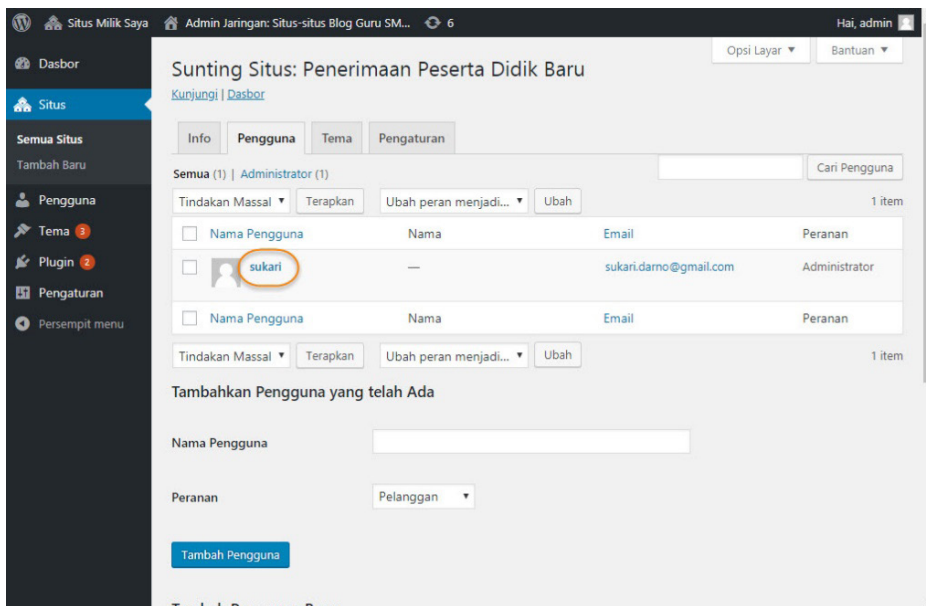 Situs Milik Saya Admin Jaringan: Situs-situs Blog Guru SM... 6 Hai, admin
Dasbor
Situs
Semua Situs
Tambah Baru
Pengguna
Tema 3
Plugin 2
Pengaturan
Persempit menu
Opsi Layar ▼ Bantuan ▼
Sunting Situs: Penerimaan Peserta Didik Baru
Kunjungi | Dasbor
Info Pengguna Tema Pengaturan
Semua (1) | Administrator (1)
Cari Pengguna
Tindakan Massal ▼ Terapkan Ubah peran menjadi... ▼ Ubah 1 item
Nama Pengguna Nama Email Peranan
sukari — sukari.darno@gmail.com Administrator
Nama Pengguna Nama Email Peranan
Tindakan Massal ▼ Terapkan Ubah peran menjadi... ▼ Ubah 1 item
Tambahkan Pengguna yang telah Ada
Nama Pengguna
Peranan Pelanggan ▼
Tambah Pengguna